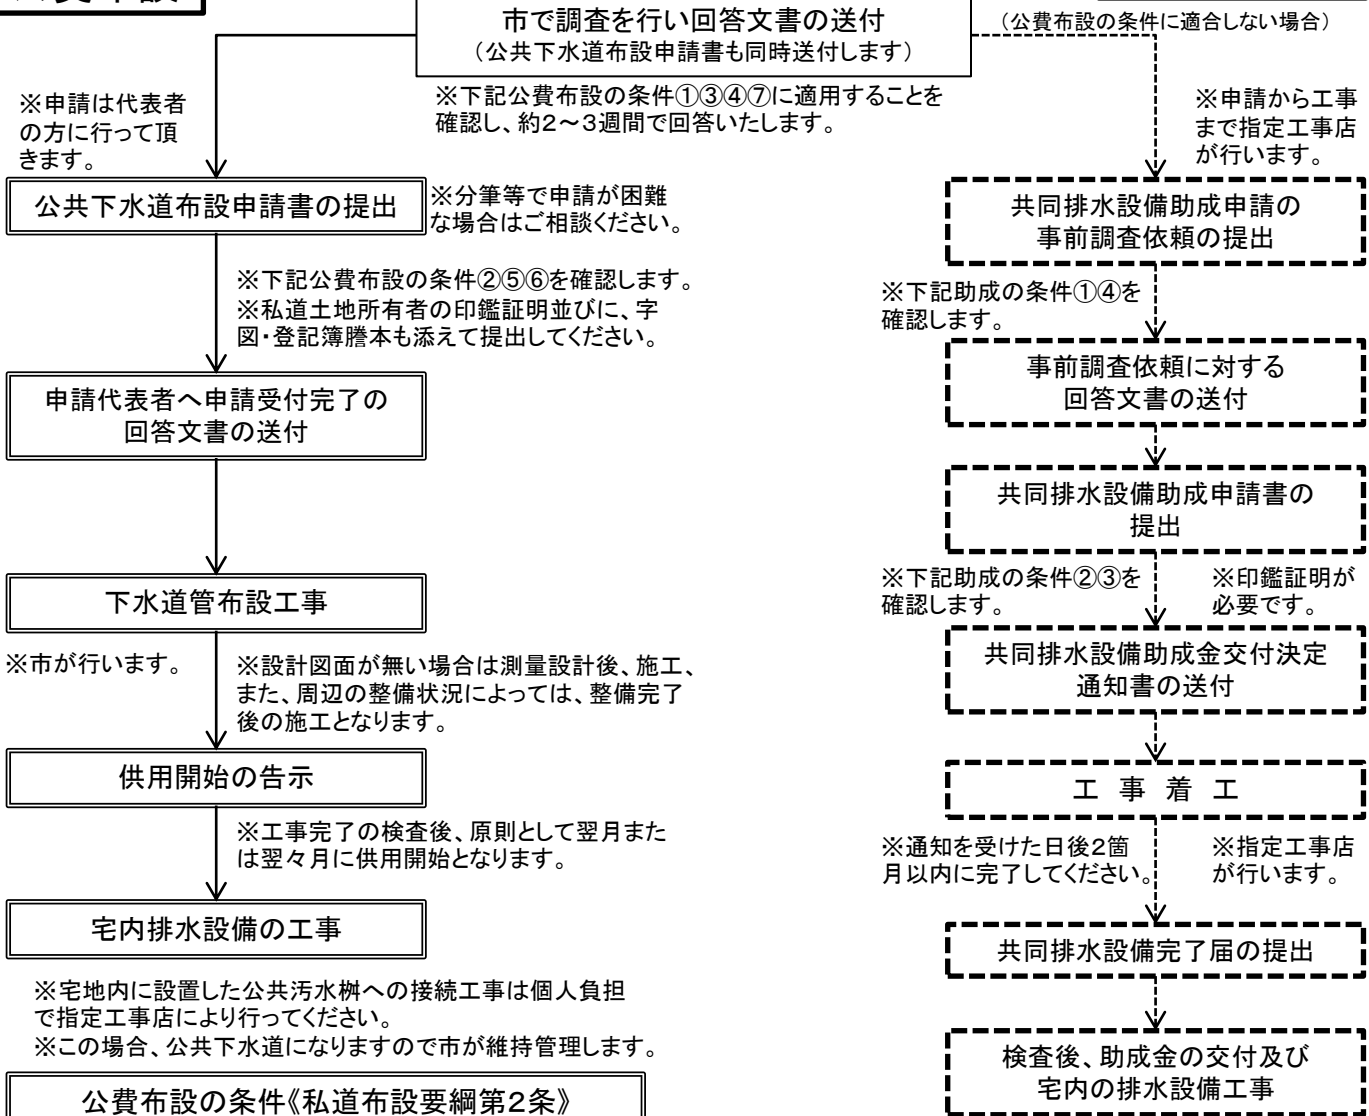 市で調査を行い回答文書の送付
（公共下水道布設申請書も同時送付します）
（公費布設の条件に適合しない場合）
※下記公費布設の条件①③④⑦に適用することを
確認し、約2～3週間で回答いたします。
※申請は代表者
の方に行って頂
きます。
公共下水道布設申請書の提出
※分筆等で申請が困難
な場合はご相談ください。
※下記公費布設の条件②⑤⑥を確認します。
※私道土地所有者の印鑑証明並びに、字
図・登記簿謄本も添えて提出してください。
申請代表者へ申請受付完了の
回答文書の送付
下水道管布設工事
※市が行います。
※設計図面が無い場合は測量設計後、施工、
また、周辺の整備状況によっては、整備完了
後の施工となります。
供用開始の告示
※工事完了の検査後、原則として翌月また
は翌々月に供用開始となります。
宅内排水設備の工事
※宅地内に設置した公共汚水桝への接続工事は個人負担
で指定工事店により行ってください。
※この場合、公共下水道になりますので市が維持管理します。
公費布設の条件《私道布設要綱第2条》
※申請から工事
まで指定工事店
が行います。
共同排水設備助成申請の
事前調査依頼の提出
※下記助成の条件①④を
確認します。
事前調査依頼に対する
回答文書の送付
共同排水設備助成申請書の
提出
※下記助成の条件②③を
確認します。
※印鑑証明が
必要です。
共同排水設備助成金交付決定
通知書の送付
工 事 着 工
※通知を受けた日後2箇
月以内に完了してください。
※指定工事店
が行います。
共同排水設備完了届の提出
検査後、助成金の交付及び
宅内の排水設備工事